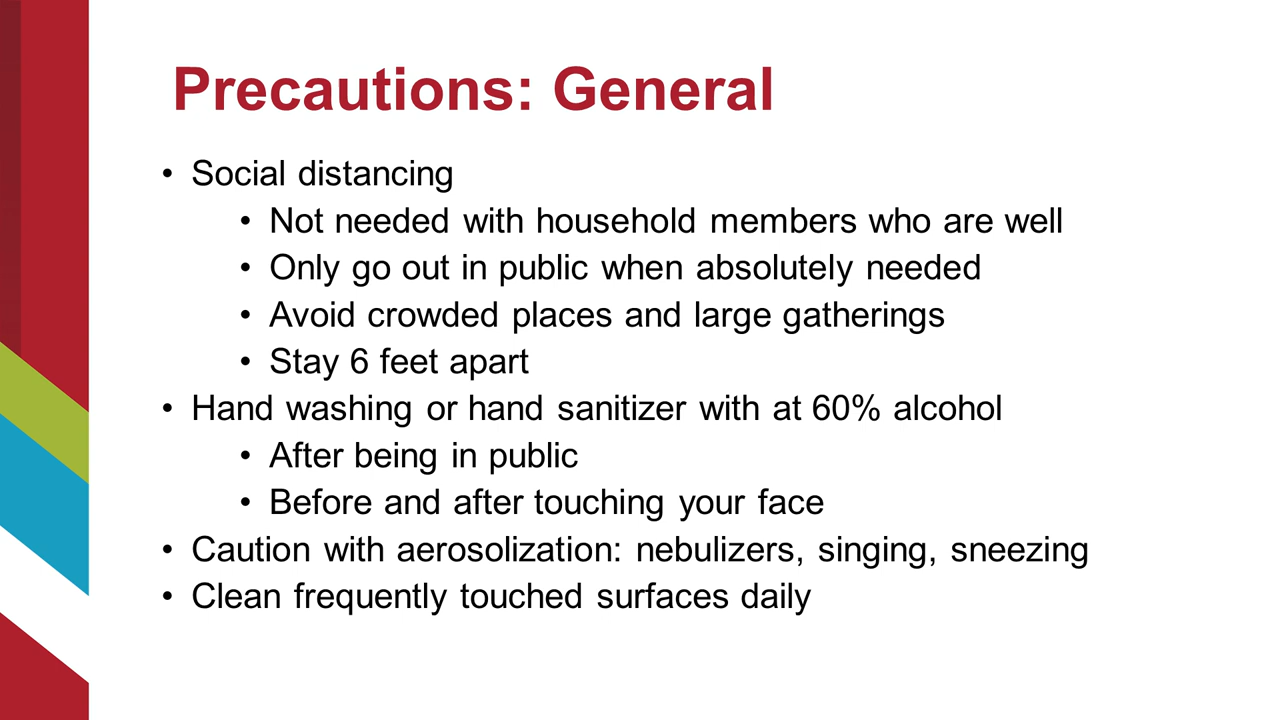 Precautions: General
• Social distancing
• Not needed with household members who are well
• Only go out in public when absolutely needed
• Avoid crowded places and large gatherings
• Stay 6 feet apart
• Hand washing or hand sanitizer with at 60% alcohol
• After being in public
• Before and after touching your face
• Caution with aerosolization: nebulizers, singing, sneezing
• Clean frequently touched surfaces daily